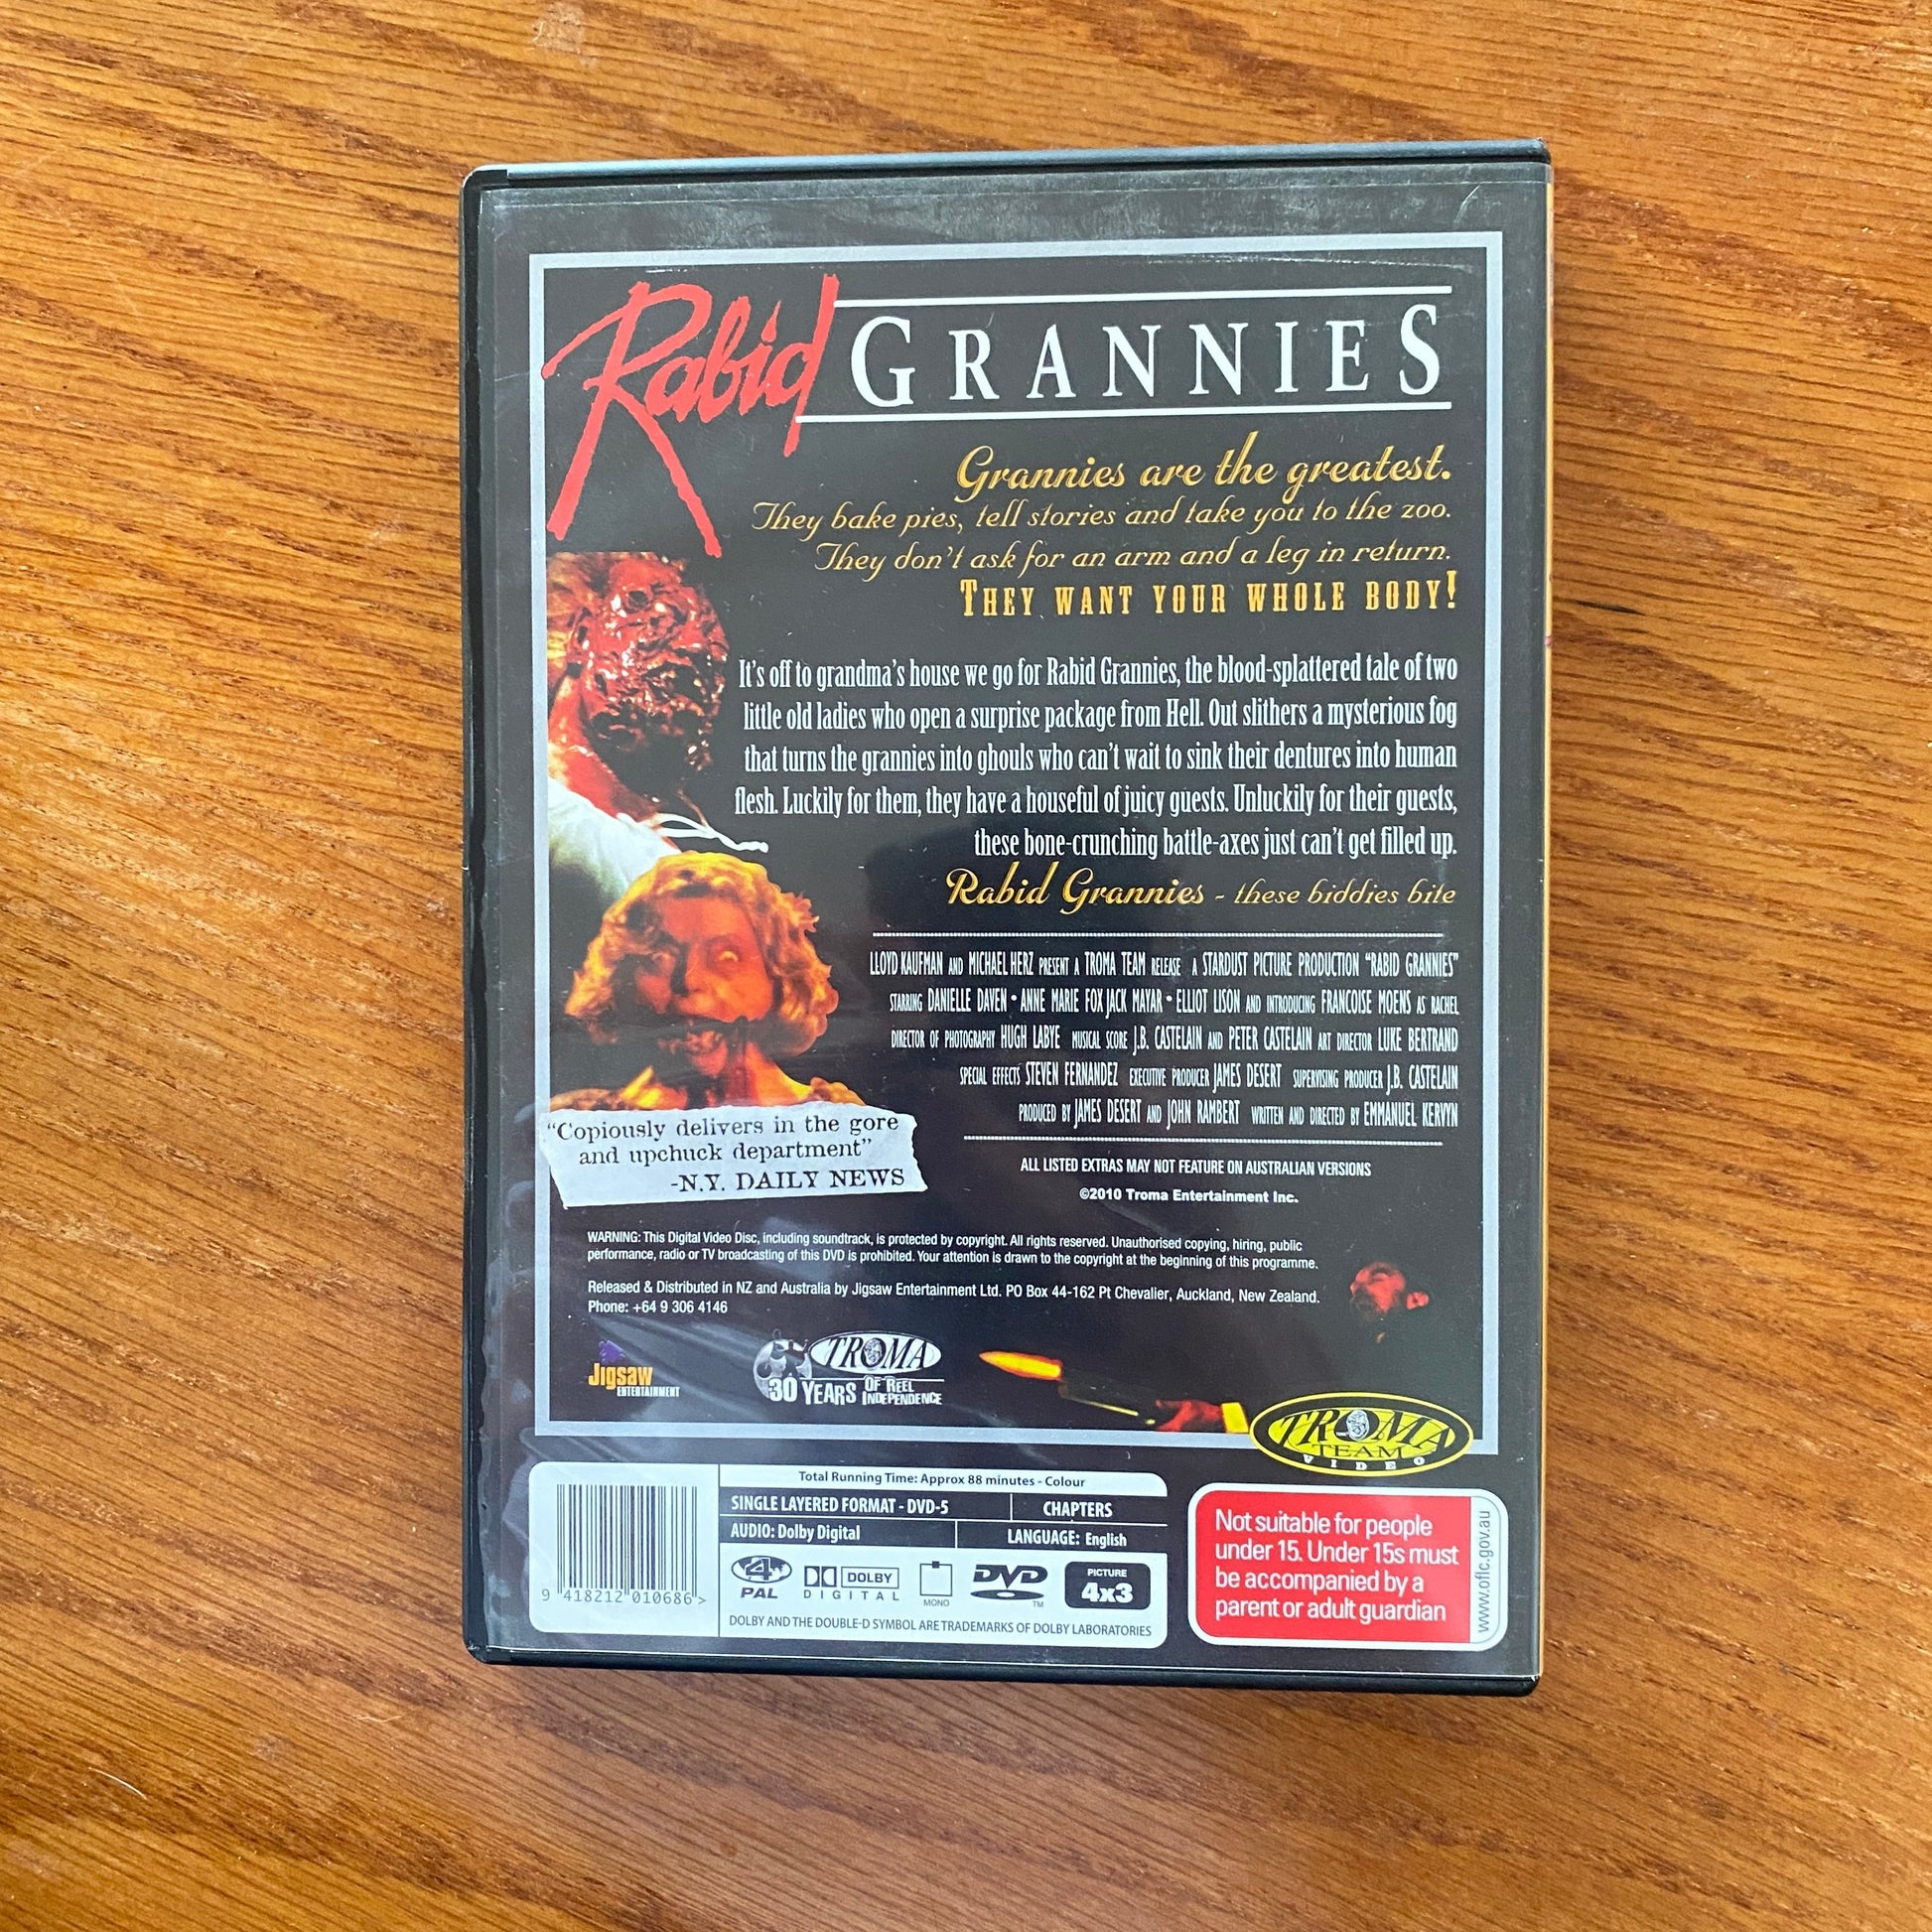 Rabid GRANNIES
Grannies are the greatest.
They bake pies, tell stories and take you to the zoo.
They don't ask for an arm and a leg in return.
THEY WANT YOUR WHOLE BODY!
It's off to grandma's house we go for Rabid Grannies, the blood-splattered tale of two
little old ladies who open a surprise package from Hell. Out slithers a mysterious fog
that turns the grannies into ghouls who can't wait to sink their dentures into human
flesh. Luckily for them, they have a houseful of juicy guests. Unluckily for their guests,
these bone-crunching battle-axes just can't get filled up.
Rabid Grannies - these biddies bite
LLOYD KAUFMAN AND MICHAEL HERZ PRESENT A TROMA TEAM RELEASE A STARDUST PICTURE PRODUCTION "RABID GRANNIES"
STARRING DANIELLE DAVEN • ANNE MARIE FOX JACK MAYAR • ELLIOT LISON AND INTRODUCING FRANCOISE MOENS AS RACHEL
DIRECTOR OF PHOTOGRAPHY HUGH LABYE MUSICAL SCORE J.B. CASTELAIN AND PETER CASTELAIN ART DIRECTOR LUKE BERTRAND
SPECIAL EFFECTS STEVEN FERNANDEZ EXECUTIVE PRODUCER JAMES DESERT SUPERVISING PRODUCER J.B. CASTELAIN
PRODUCED BY JAMES DESERT AND JOHN RAMBERT WRITTEN AND DIRECTED BY EMMANUEL KERVYN
"Copiously delivers in the gore
and upchuck department"
-N.Y. DAILY NEWS
ALL LISTED EXTRAS MAY NOT FEATURE ON AUSTRALIAN VERSIONS
©2010 Troma Entertainment Inc.
WARNING: This Digital Video Disc, including soundtrack, is protected by copyright. All rights reserved. Unauthorised copying, hiring, public
performance, radio or TV broadcasting of this DVD is prohibited. Your attention is drawn to the copyright at the beginning of this programme.
Released & Distributed in NZ and Australia by Jigsaw Entertainment Ltd. PO Box 44-162 Pt Chevalier, Auckland, New Zealand.
Phone: +64 9 306 4146
Jigsaw
ENTERTAINMENT
TROMA
30 YEARS OF REEL INDEPENDENCE
TROMA
TEAM
VIDEO
Total Running Time: Approx 88 minutes - Colour
SINGLE LAYERED FORMAT - DVD-5 CHAPTERS
AUDIO: Dolby Digital LANGUAGE: English
4 PAL
DOLBY
DIGITAL
MONO
DVD
TM
PICTURE
4x3
DOLBY AND THE DOUBLE-D SYMBOL ARE TRADEMARKS OF DOLBY LABORATORIES
9 418212 010686 >
Not suitable for people
under 15. Under 15s must
be accompanied by a
parent or adult guardian
www.oflc.gov.au